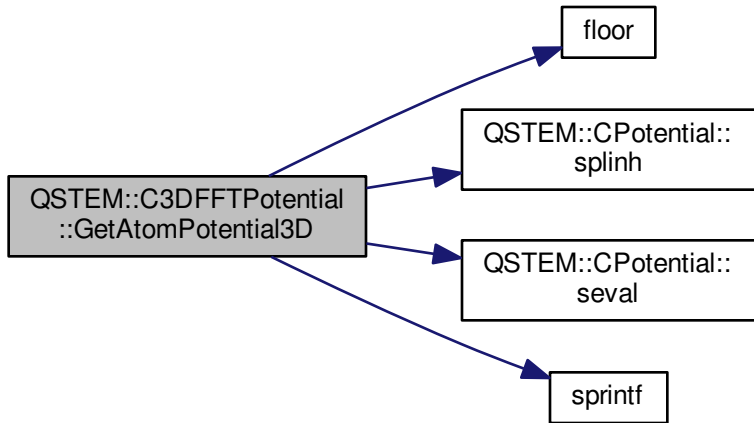 floor
QSTEM::CPotential::
splinh
QSTEM::C3DFFTPotential
::GetAtomPotential3D
QSTEM::CPotential::
seval
sprintf